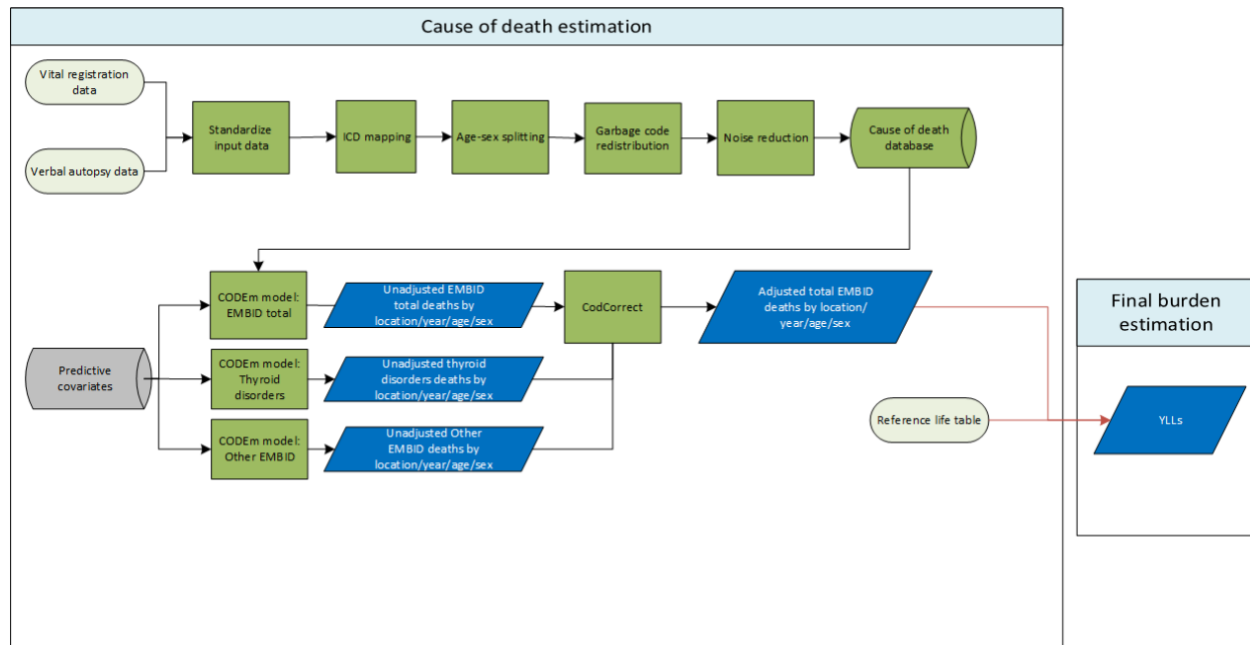 Cause of death estimation
Vital registration
data
Verbal autopsy data
Standardize
input data
ICD mapping
Age-sex splitting
Garbage code
redistribution
Noise reduction
Cause of death
database
Predictive
covariates
CODEm model:
EMBID total
Unadjusted EMBID
total deaths by
location/year/age/sex
CodCorrect
Adjusted total EMBID
deaths by location/
year/age/sex
CODEm model:
Thyroid
disorders
Unadjusted thyroid
disorders deaths by
location/year/age/sex
CODEm model:
Other EMBID
Unadjusted Other
EMBID deaths by
location/year/age/sex
Reference life table
Final burden
estimation
YLLs